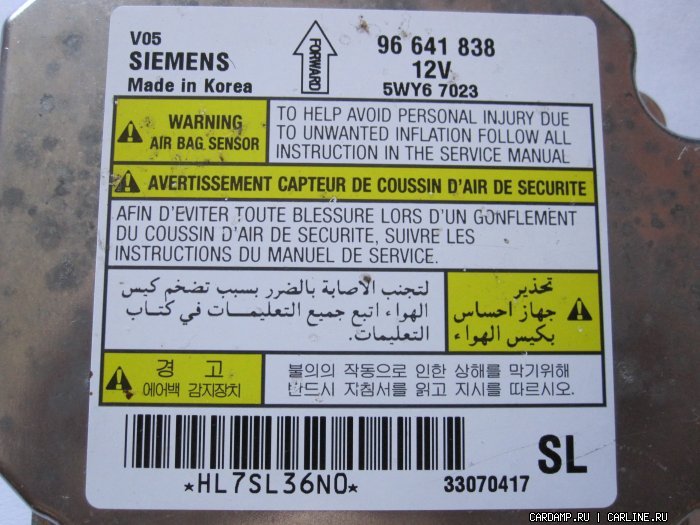 V05
SIEMENS
Made in Korea
FORWARD
96 641 838
12V
5WY6 7023
WARNING
AIR BAG SENSOR
TO HELP AVOID PERSONAL INJURY DUE
TO UNWANTED INFLATION FOLLOW ALL
INSTRUCTION IN THE SERVICE MANUAL
AVERTISSEMENT CAPTEUR DE COUSSIN D'AIR DE SECURITE
AFIN D'EVITER TOUTE BLESSURE LORS D'UN GONFLEMENT
DU COUSSIN D'AIR DE SECURITE, SUIVRE LES
INSTRUCTIONS DU MANUEL DE SERVICE.
تحذير
جهاز احساس
بكيس الهواء
لتجنب الاصابة بالضرر بسبب تضخم كيس
الهواء اتبع جميع التعليمات في كتاب
التعليمات.
경 고
에어백 감지장치
불의의 작동으로 인한 상해를 막기위해
반드시 지침서를 읽고 지시를 따르시오.
*HL7SL36NO*
SL
33070417
CARDAMP.RU | CARLINE.RU